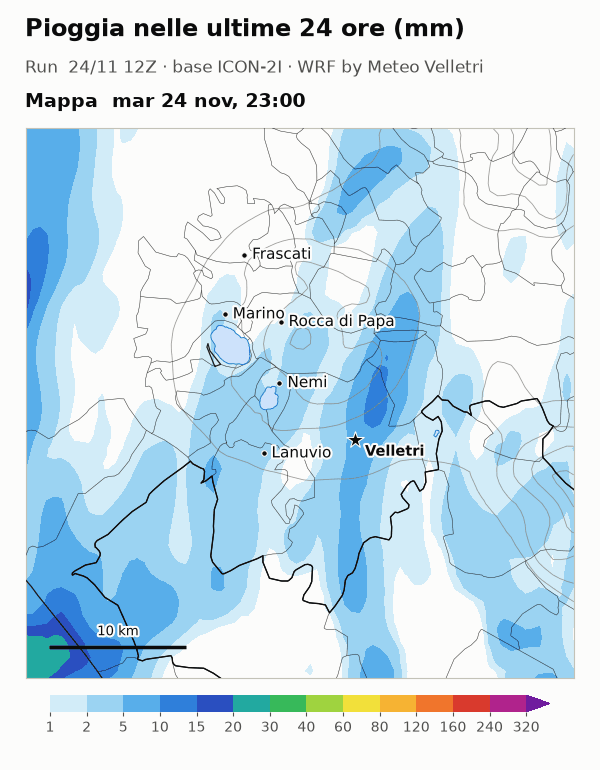 Pioggia nelle ultime 24 ore (mm)
Run  24/11 12Z · base ICON-2I · WRF by Meteo Velletri
Mappa  mar 24 nov, 23:00
Frascati
Marino
Rocca di Papa
Nemi
Velletri
Lanuvio
10 km
1 2 5 10 15 20 30 40 60 80 120 160 240 320